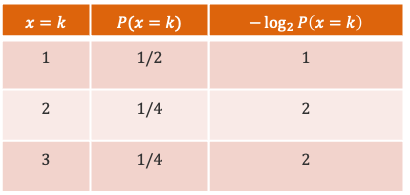 x = k P(x = k) − log₂ P(x = k)
1 1/2 1
2 1/4 2
3 1/4 2